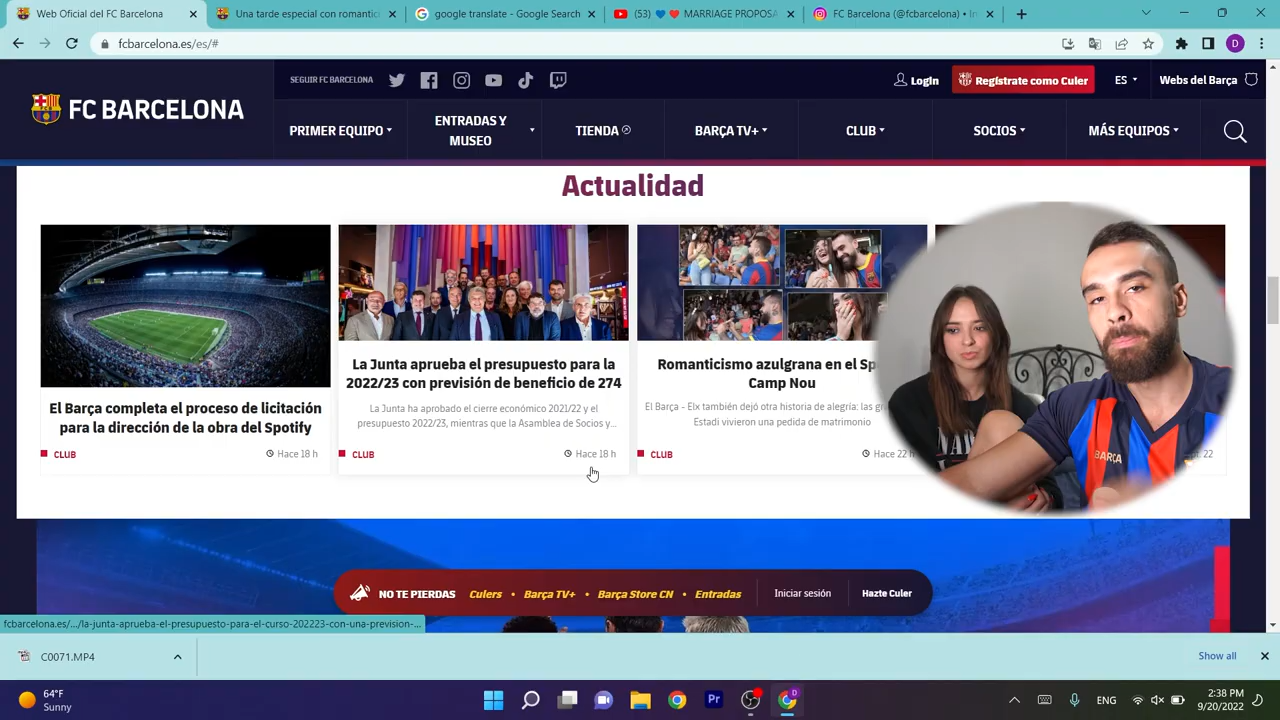 Web Oficial del FC Barcelona
Una tarde especial con romantici
google translate - Google Search
(53) 💙 ❤ MARRIAGE PROPOSA
FC Barcelona (@fcbarcelona) • In
fcbarcelona.es/es/#
D
FC BARCELONA
SEGUIR FC BARCELONA
Login
Regístrate como Culer
ES
Webs del Barça
PRIMER EQUIPO
ENTRADAS Y
MUSEO
TIENDA
BARÇA TV+
CLUB
SOCIOS
MÁS EQUIPOS
Actualidad
El Barça completa el proceso de licitación
para la dirección de la obra del Spotify
CLUB
Hace 18 h
La Junta aprueba el presupuesto para la
2022/23 con previsión de beneficio de 274
La Junta ha aprobado el cierre económico 2021/22 y el
presupuesto 2022/23, mientras que la Asamblea de Socios y...
CLUB
Hace 18 h
Romanticismo azulgrana en el Sp
Camp Nou
El Barça - Elx también dejó otra historia de alegría: las gr
Estadi vivieron una pedida de matrimonio
CLUB
Hace 22 h
22
BARÇA
NO TE PIERDAS
Culers • Barça TV+ • Barça Store CN • Entradas
Iniciar sesión
Hazte Culer
fcbarcelona.es/.../la-junta-aprueba-el-presupuesto-para-el-curso-202223-con-una-prevision-...
C0071.MP4
Show all
64°F
Sunny
Pr
D
ENG
2:38 PM
9/20/2022